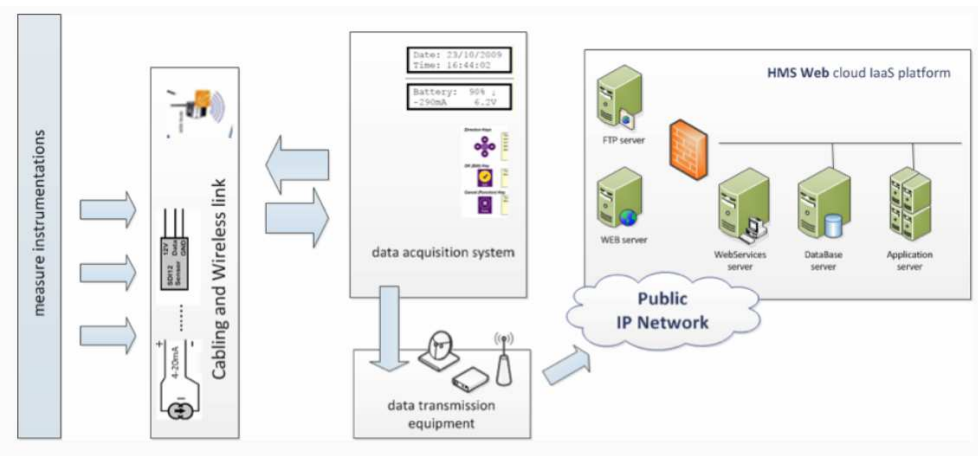 measure instrumentations
Cabling and Wireless link
12V
Data
GND
SDI12
Sensor
+
-
4-20mA
Date: 23/10/2009
Time: 16:44:02
Battery: 90%
-290mA 6.2V
data acquisition system
data transmission
equipment
Public
IP Network
HMS Web cloud IaaS platform
FTP server
WEB server
WebServices
server
DataBase
server
Application
server